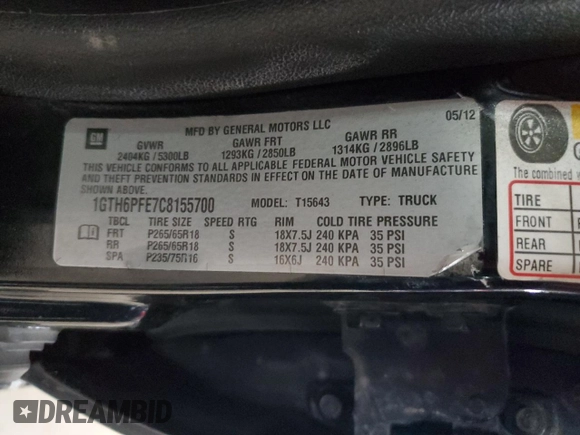 MFD BY GENERAL MOTORS LLC 05/12
GM GVWR GAWR FRT GAWR RR
2404KG / 5300LB 1293KG / 2850LB 1314KG / 2896LB
THIS VEHICLE CONFORMS TO ALL APPLICABLE FEDERAL MOTOR VEHICLE SAFETY
AND THEFT PREVENTION STANDARDS IN EFFECT ON THE DATE OF MANUFACTURE
SHOWN ABOVE.
1GTH6PFE7C8155700 MODEL: T15643 TYPE: TRUCK
TBCL TIRE SIZE SPEED RTG RIM COLD TIRE PRESSURE
FRT P265/65R18 S 18X7.5J 240 KPA 35 PSI
RR P265/65R18 S 18X7.5J 240 KPA 35 PSI
SPA P235/75R16 S 16X6J 240 KPA 35 PSI
The combined
TIRE
FRONT
REAR
SPARE
DREAMBID